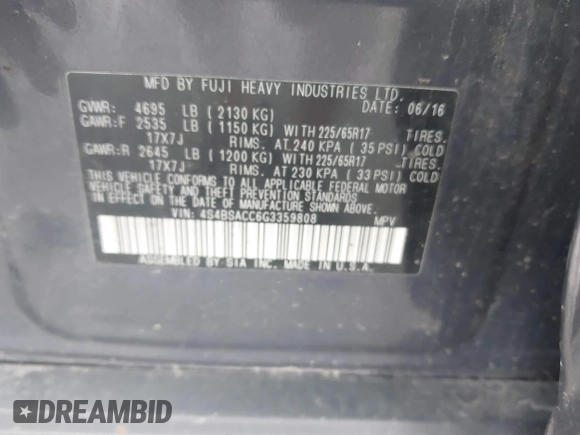 MFD BY FUJI HEAVY INDUSTRIES LTD.
GVWR: 4695 LB ( 2130 KG) DATE: 06/16
GAWR:F 2535 LB ( 1150 KG) WITH 225/65R17 TIRES.
17X7J RIMS. AT 240 KPA ( 35 PSI) COLD
GAWR:R 2645 LB ( 1200 KG) WITH 225/65R17 TIRES.
17X7J RIMS. AT 230 KPA ( 33 PSI) COLD
THIS VEHICLE CONFORMS TO ALL APPLICABLE FEDERAL MOTOR
VEHICLE SAFETY AND THEFT PREVENTION STANDARDS
IN EFFECT ON THE DATE OF MANUFACTURE SHOWN ABOVE.
VIN: 4S4BSACC6G3359808 MPV
ASSEMBLED BY SIA INC. MADE IN U.S.A.
DREAMBID